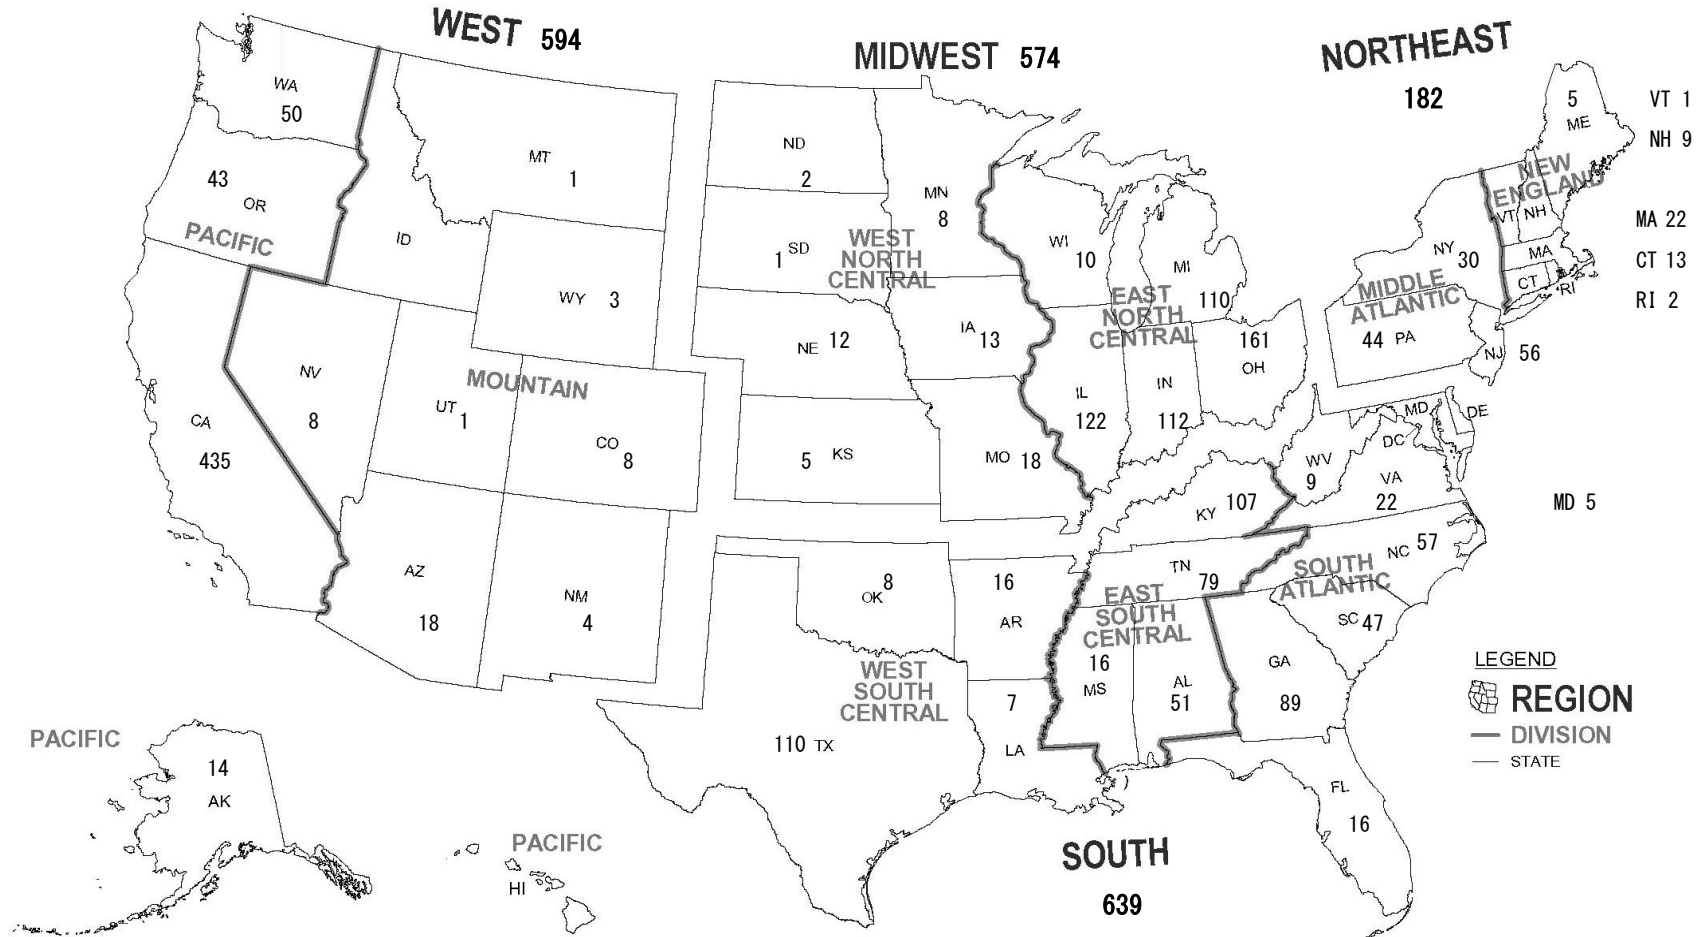 WEST 594
MIDWEST 574
NORTHEAST
182
WA
50
43
OR
PACIFIC
CA
435
ID
NV
8
MT
1
WY 3
MOUNTAIN
UT 1
CO
8
AZ
18
NM
4
ND
2
1 SD
NE 12
5 KS
MN
8
WEST
NORTH
CENTRAL
IA
13
MO 18
WI
10
MI
110
EAST
NORTH
CENTRAL
IL
122
IN
112
161
OH
5
ME
VT 1
NH 9
NEW
ENGLAND
VT NH
MA 22
MA
CT 13
CT
RI
RI 2
NY
30
MIDDLE
ATLANTIC
44 PA
NJ 56
MD
DE
DC
WV
9
VA
22
MD 5
KY 107
NC 57
TN
79
SOUTH
ATLANTIC
SC 47
EAST
SOUTH
CENTRAL
16
MS
AL
51
GA
89
FL
16
8
OK
16
AR
WEST
SOUTH
CENTRAL
7
LA
110 TX
PACIFIC
14
AK
PACIFIC
HI
SOUTH
639
LEGEND
REGION
DIVISION
STATE